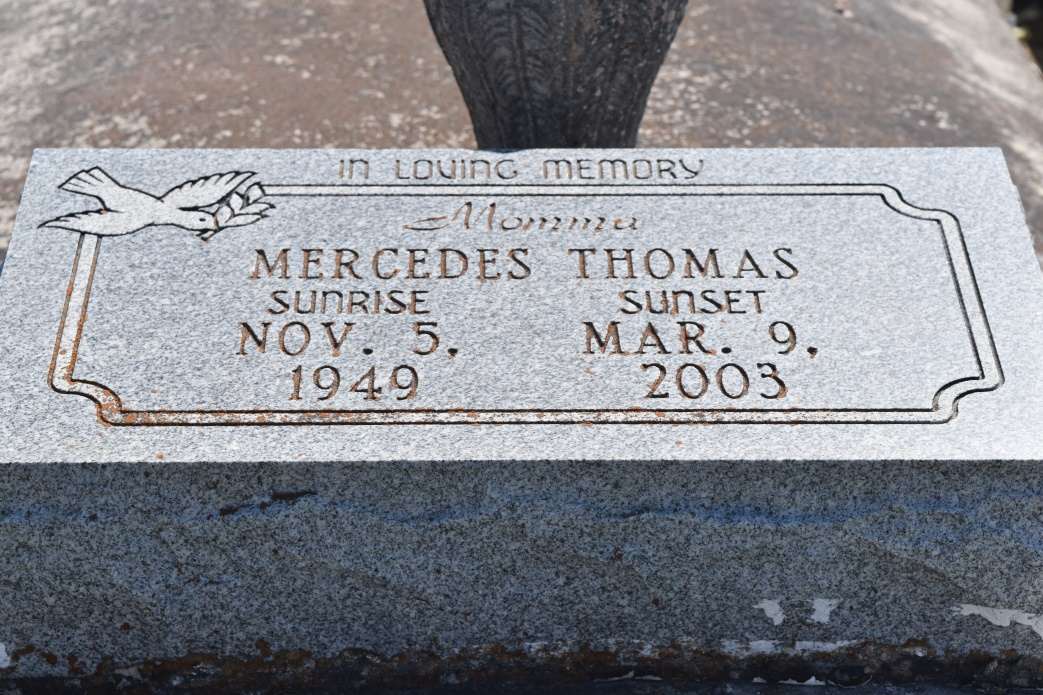 IN LOVING MEMORY
Momma
MERCEDES THOMAS
SUNRISE SUNSET
NOV. 5, MAR. 9,
1949 2003